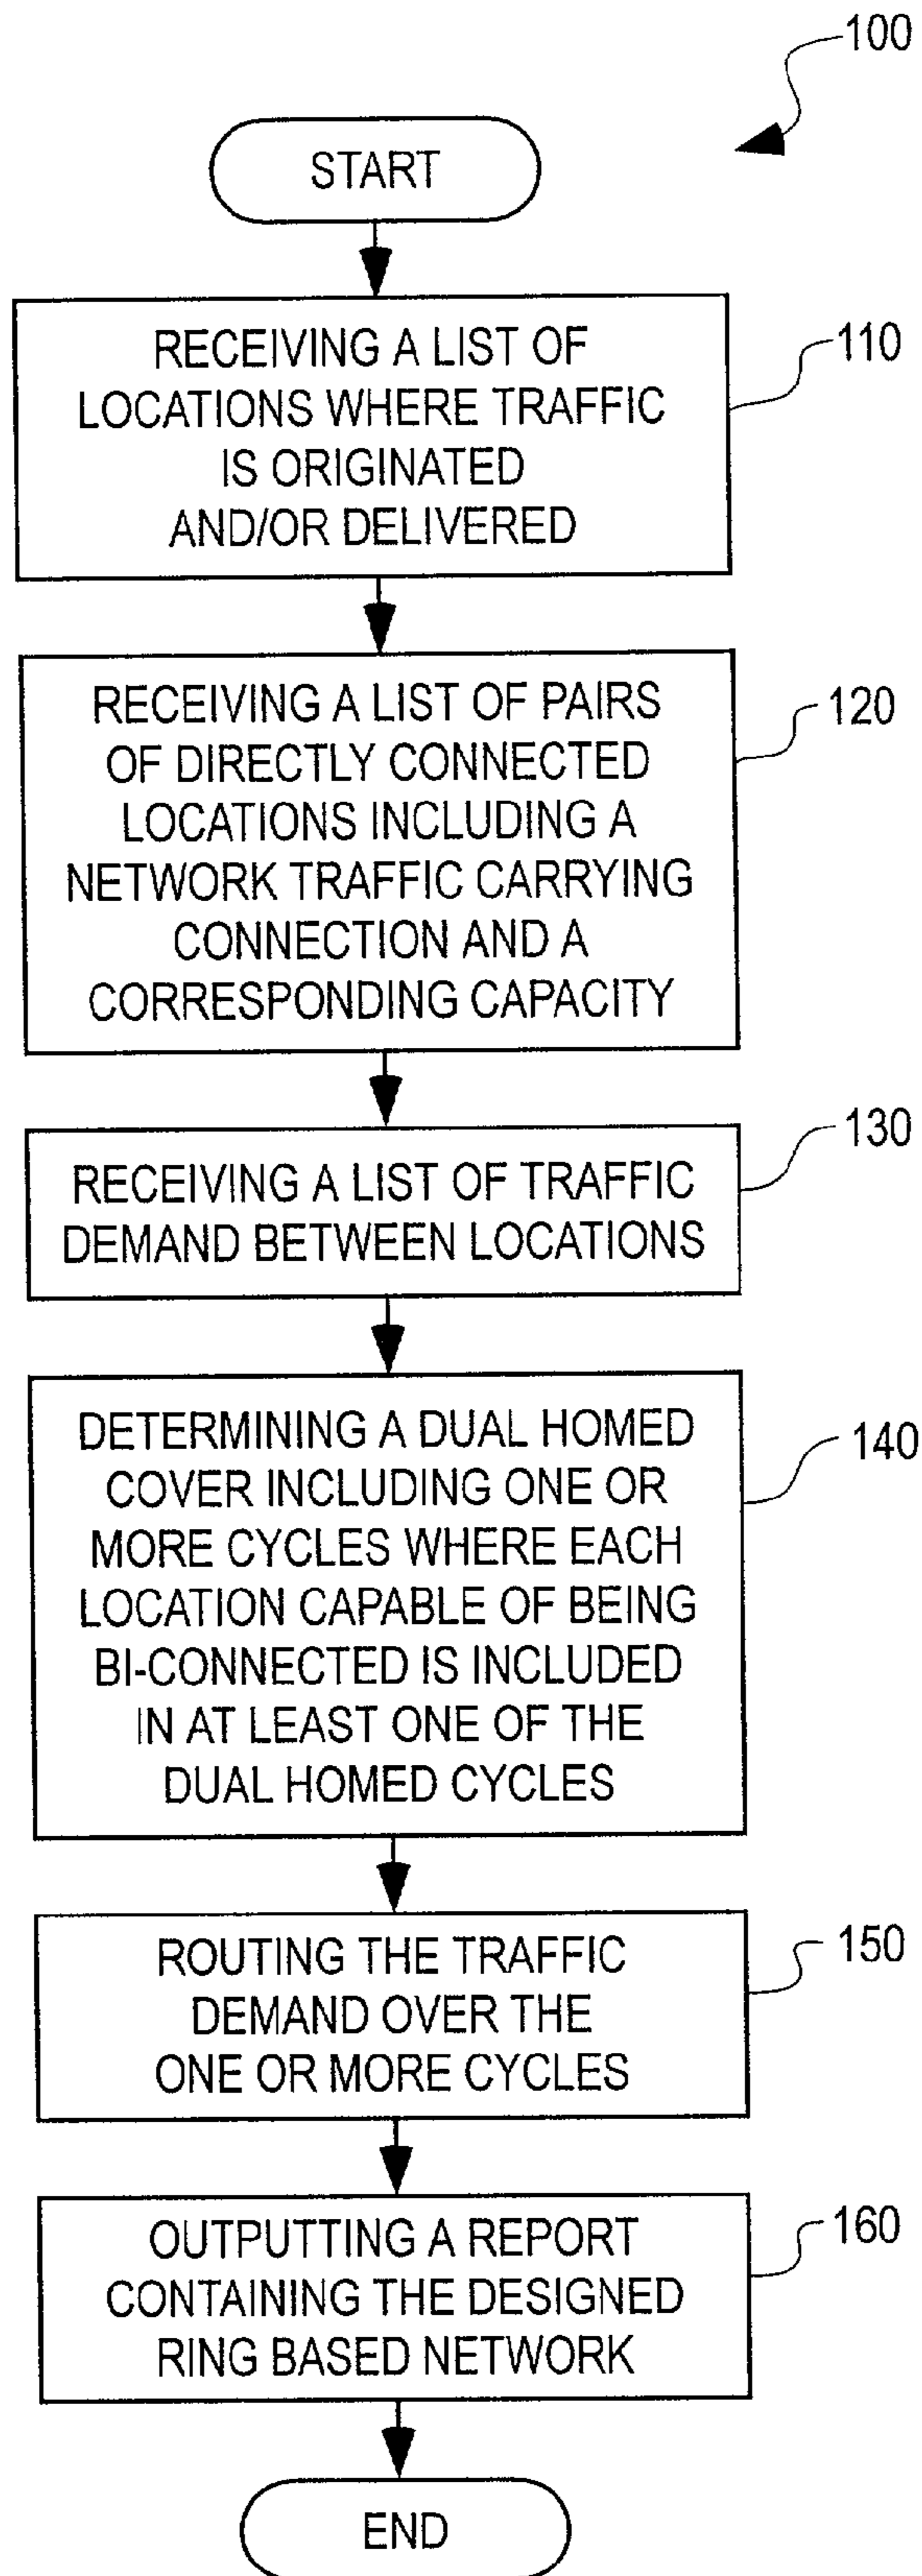 100
START
RECEIVING A LIST OF
LOCATIONS WHERE TRAFFIC
IS ORIGINATED
AND/OR DELIVERED
110
RECEIVING A LIST OF PAIRS
OF DIRECTLY CONNECTED
LOCATIONS INCLUDING A
NETWORK TRAFFIC CARRYING
CONNECTION AND A
CORRESPONDING CAPACITY
120
RECEIVING A LIST OF TRAFFIC
DEMAND BETWEEN LOCATIONS
130
DETERMINING A DUAL HOMED
COVER INCLUDING ONE OR
MORE CYCLES WHERE EACH
LOCATION CAPABLE OF BEING
BI-CONNECTED IS INCLUDED
IN AT LEAST ONE OF THE
DUAL HOMED CYCLES
140
ROUTING THE TRAFFIC
DEMAND OVER THE
ONE OR MORE CYCLES
150
OUTPUTTING A REPORT
CONTAINING THE DESIGNED
RING BASED NETWORK
160
END